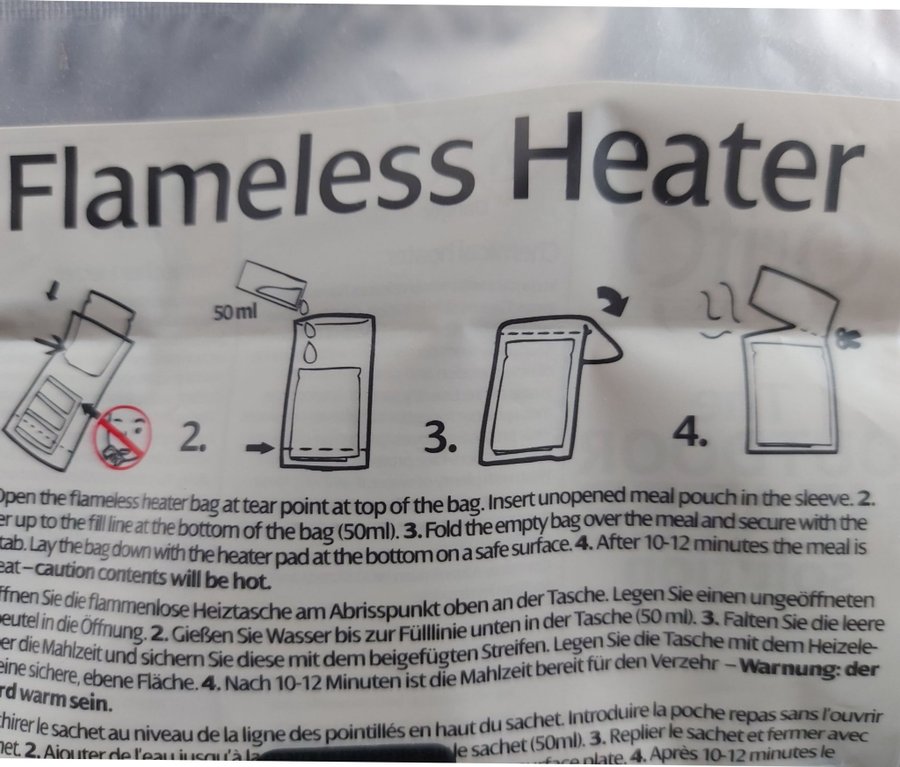 Flameless Heater
50ml
2.
3.
4.
Open the flameless heater bag at tear point at top of the bag. Insert unopened meal pouch in the sleeve. 2.
er up to the fill line at the bottom of the bag (50ml). 3. Fold the empty bag over the meal and secure with the
tab. Lay the bag down with the heater pad at the bottom on a safe surface. 4. After 10-12 minutes the meal is
eat – caution contents will be hot.
ffnen Sie die flammenlose Heiztasche am Abrisspunkt oben an der Tasche. Legen Sie einen ungeöffneten
beutel in die Öffnung. 2. Gießen Sie Wasser bis zur Fülllinie unten in der Tasche (50 ml). 3. Falten Sie die leere
er die Mahlzeit und sichern Sie diese mit dem beigefügten Streifen. Legen Sie die Tasche mit dem Heizele-
eine sichere, ebene Fläche. 4. Nach 10-12 Minuten ist die Mahlzeit bereit für den Verzehr – Warnung: der
rd warm sein.
chirer le sachet au niveau de la ligne des pointillés en haut du sachet. Introduire la poche repas sans l'ouvrir
het. 2. Ajouter de l'eau jusqu'à la le sachet (50ml). 3. Replier le sachet et fermer avec
rface plate. 4. Après 10-12 minutes le